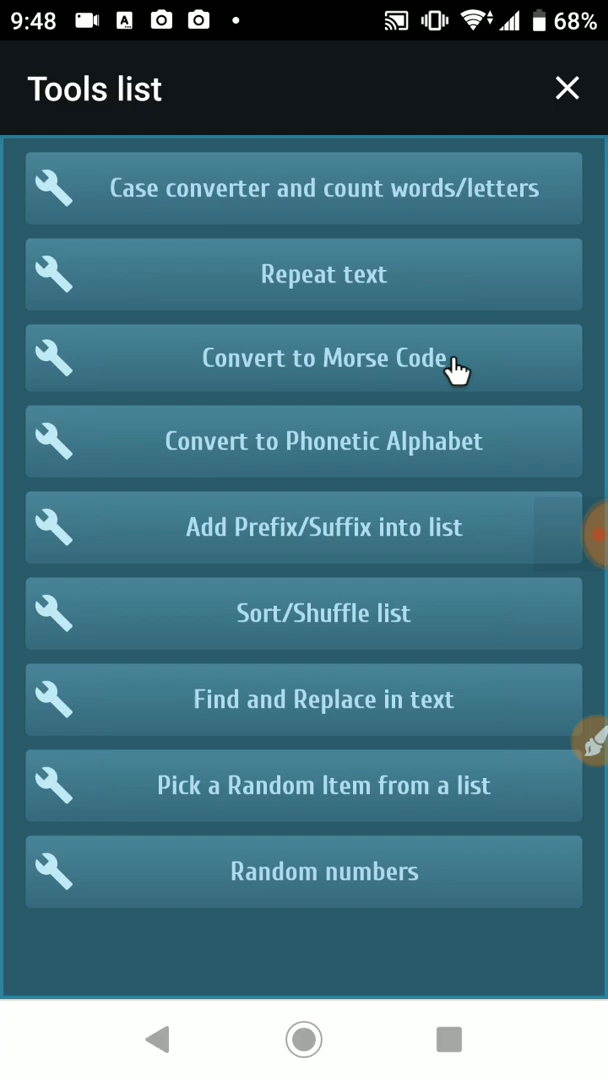 9:48
68%
Tools list
Case converter and count words/letters
Repeat text
Convert to Morse Code
Convert to Phonetic Alphabet
Add Prefix/Suffix into list
Sort/Shuffle list
Find and Replace in text
Pick a Random Item from a list
Random numbers